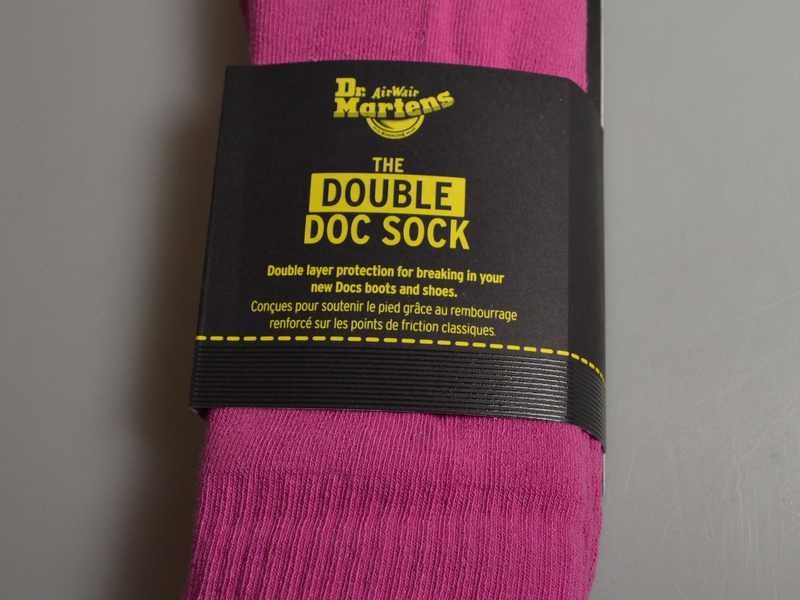 Dr. AirWair
Martens
THE
DOUBLE
DOC SOCK
Double layer protection for breaking in your
new Docs boots and shoes.
Conçues pour soutenir le pied grâce au rembourrage
renforcé sur les points de friction classiques.